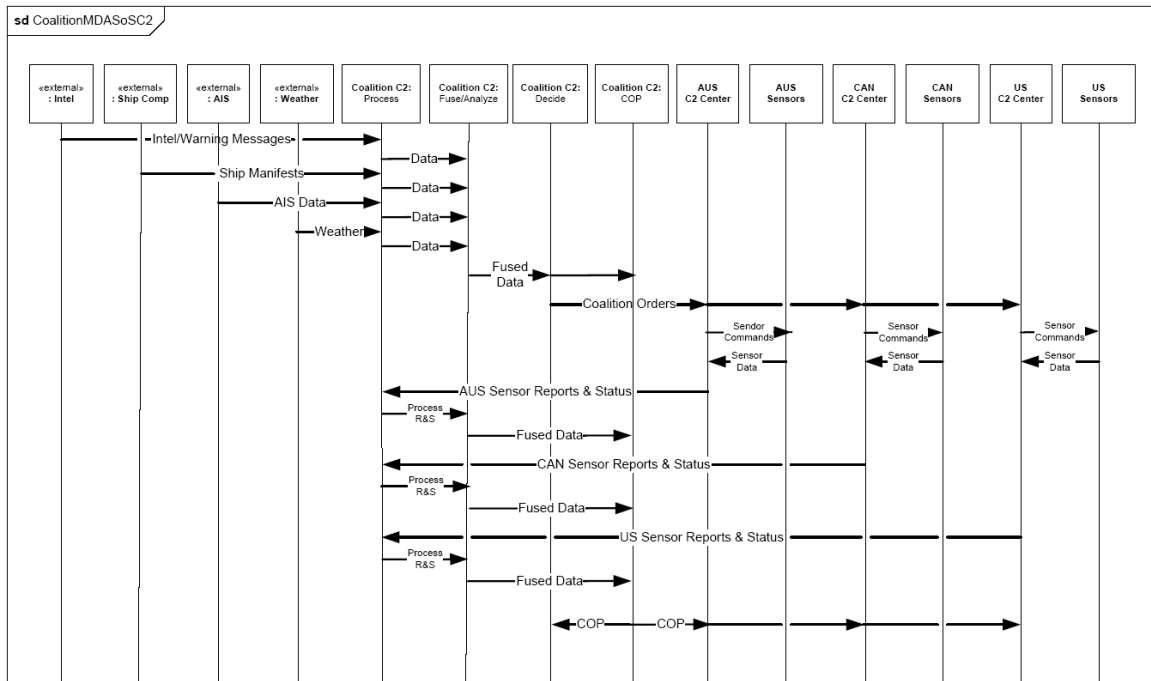 sd CoalitionMDASoSC2
«external»
: Intel
«external»
: Ship Comp
«external»
: AIS
«external»
: Weather
Coalition C2:
Process
Coalition C2:
Fuse/Analyze
Coalition C2:
Decide
Coalition C2:
COP
AUS
C2 Center
AUS
Sensors
CAN
C2 Center
CAN
Sensors
US
C2 Center
US
Sensors
Intel/Warning Messages
Data
Ship Manifests
Data
AIS Data
Data
Weather
Data
Fused
Data
Coalition Orders
Sendor
Commands
Sensor
Commands
Sensor
Commands
Sensor
Data
Sensor
Data
Sensor
Data
AUS Sensor Reports & Status
Process
R&S
Fused Data
CAN Sensor Reports & Status
Process
R&S
Fused Data
US Sensor Reports & Status
Process
R&S
Fused Data
COP
COP